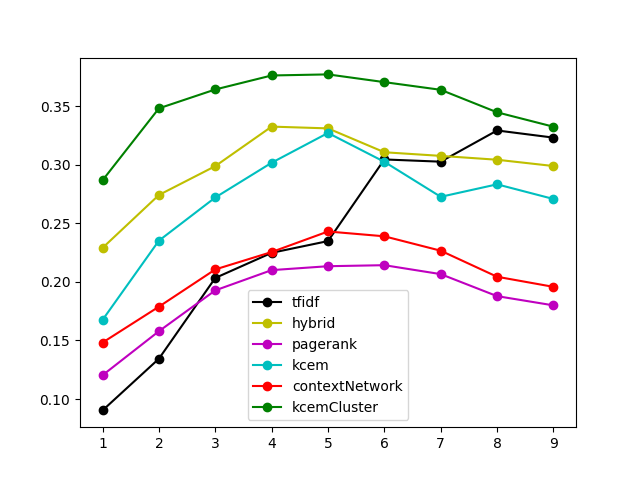 0.35
0.30
0.25
0.20
0.15
0.10
tfidf
hybrid
pagerank
kcem
contextNetwork
kcemCluster
1 2 3 4 5 6 7 8 9